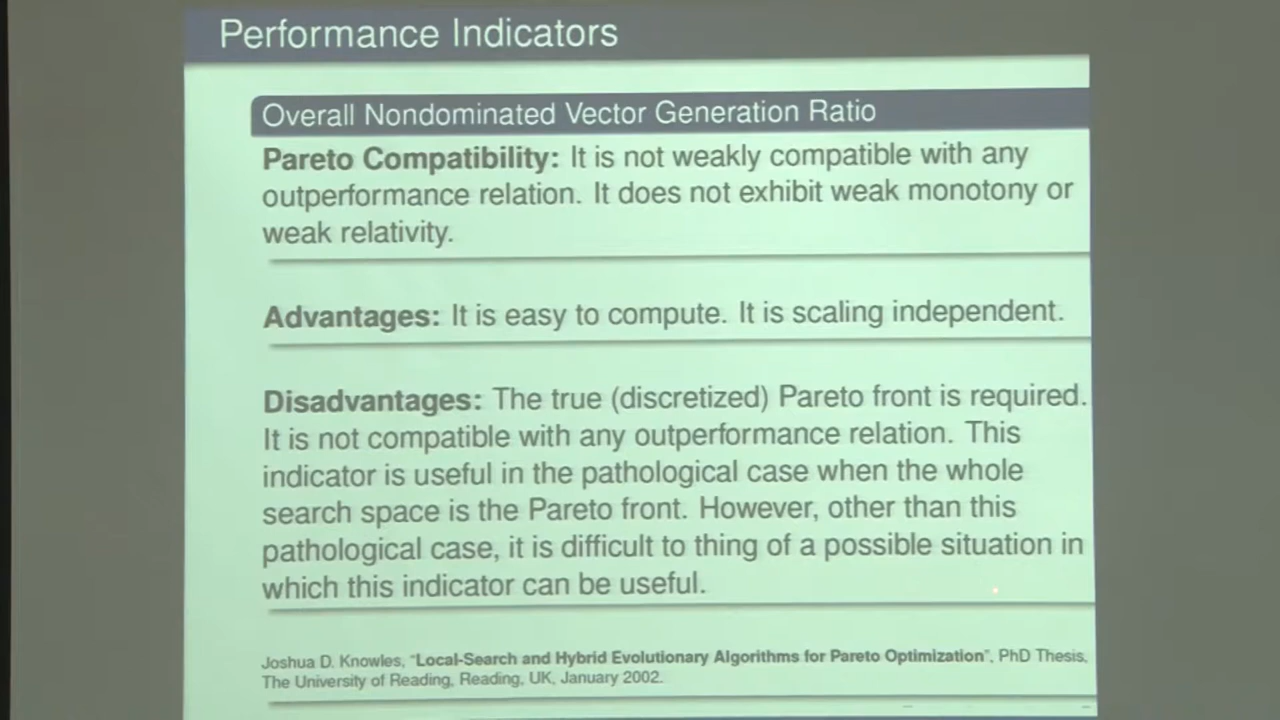 Performance Indicators
Overall Nondominated Vector Generation Ratio
Pareto Compatibility: It is not weakly compatible with any
outperformance relation. It does not exhibit weak monotony or
weak relativity.
Advantages: It is easy to compute. It is scaling independent.
Disadvantages: The true (discretized) Pareto front is required.
It is not compatible with any outperformance relation. This
indicator is useful in the pathological case when the whole
search space is the Pareto front. However, other than this
pathological case, it is difficult to thing of a possible situation in
which this indicator can be useful.
Joshua D. Knowles, "Local-Search and Hybrid Evolutionary Algorithms for Pareto Optimization", PhD Thesis,
The University of Reading, Reading, UK, January 2002.